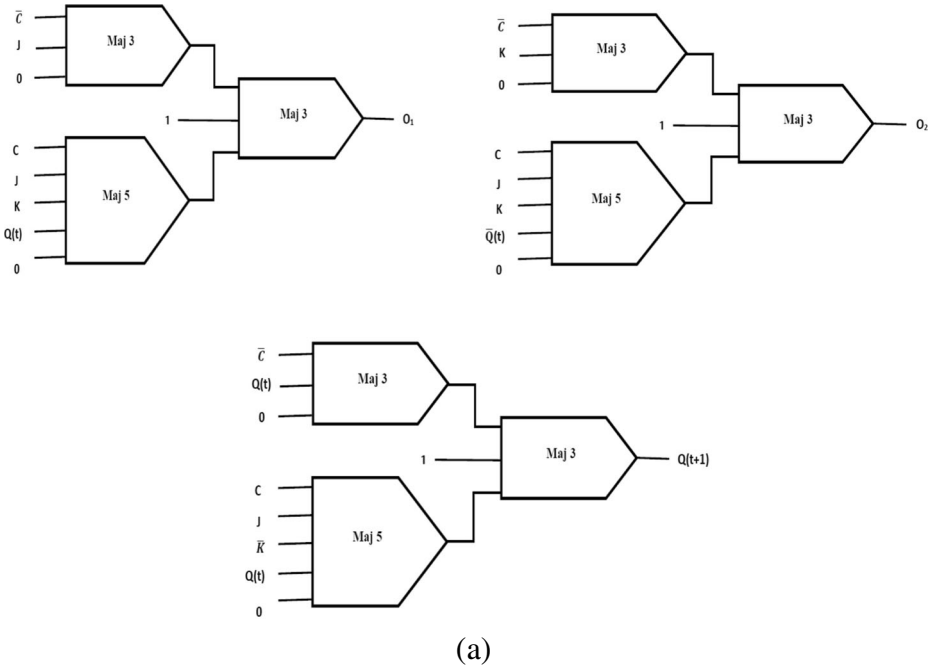 C̅
J
0
Maj 3
C
J
K
Q(t)
0
Maj 5
1
Maj 3
O₁
C̅
K
0
Maj 3
C
J
K
Q̅(t)
0
Maj 5
1
Maj 3
O₂
C̅
Q(t)
0
Maj 3
C
J
K̅
Q(t)
0
Maj 5
1
Maj 3
Q(t+1)
(a)